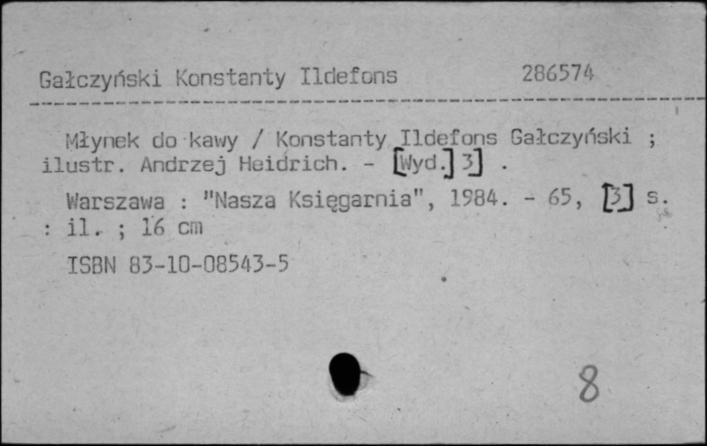 Gałczyński Konstanty Ildefons 286574
Młynek do kawy / Konstanty Ildefons Gałczyński ;
ilustr. Andrzej Heidrich. - [Wyd.] 3] .
Warszawa : "Nasza Księgarnia", 1984. - 65, [3] s.
: il. ; 16 cm
ISBN 83-10-08543-5
8